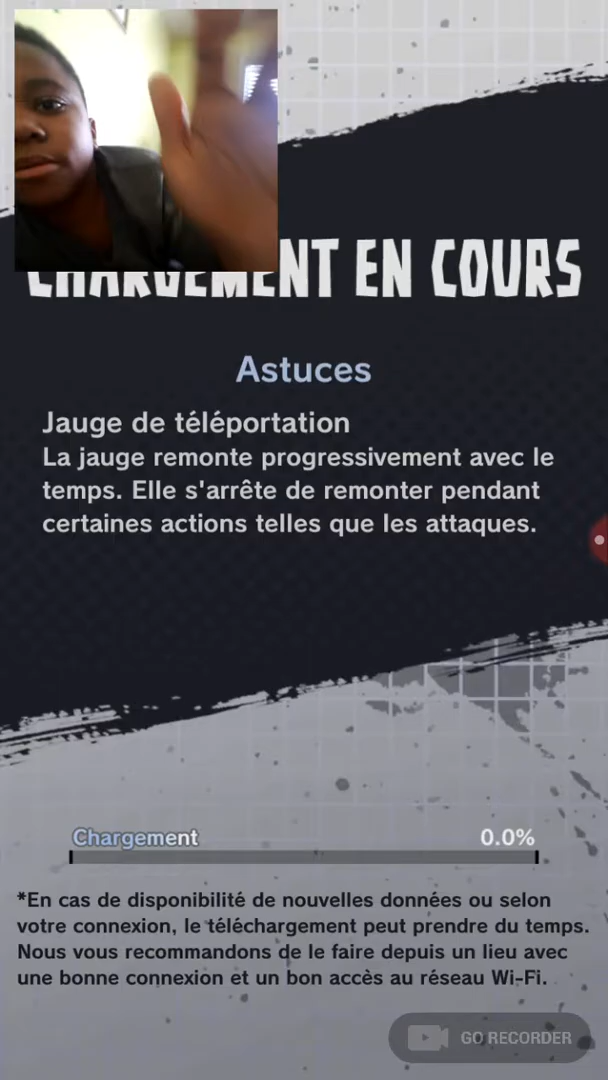 CHARGEMENT EN COURS
Astuces
Jauge de téléportation
La jauge remonte progressivement avec le
temps. Elle s'arrête de remonter pendant
certaines actions telles que les attaques.
Chargement 0.0%
*En cas de disponibilité de nouvelles données ou selon
votre connexion, le téléchargement peut prendre du temps.
Nous vous recommandons de le faire depuis un lieu avec
une bonne connexion et un bon accès au réseau Wi-Fi.
GO RECORDER